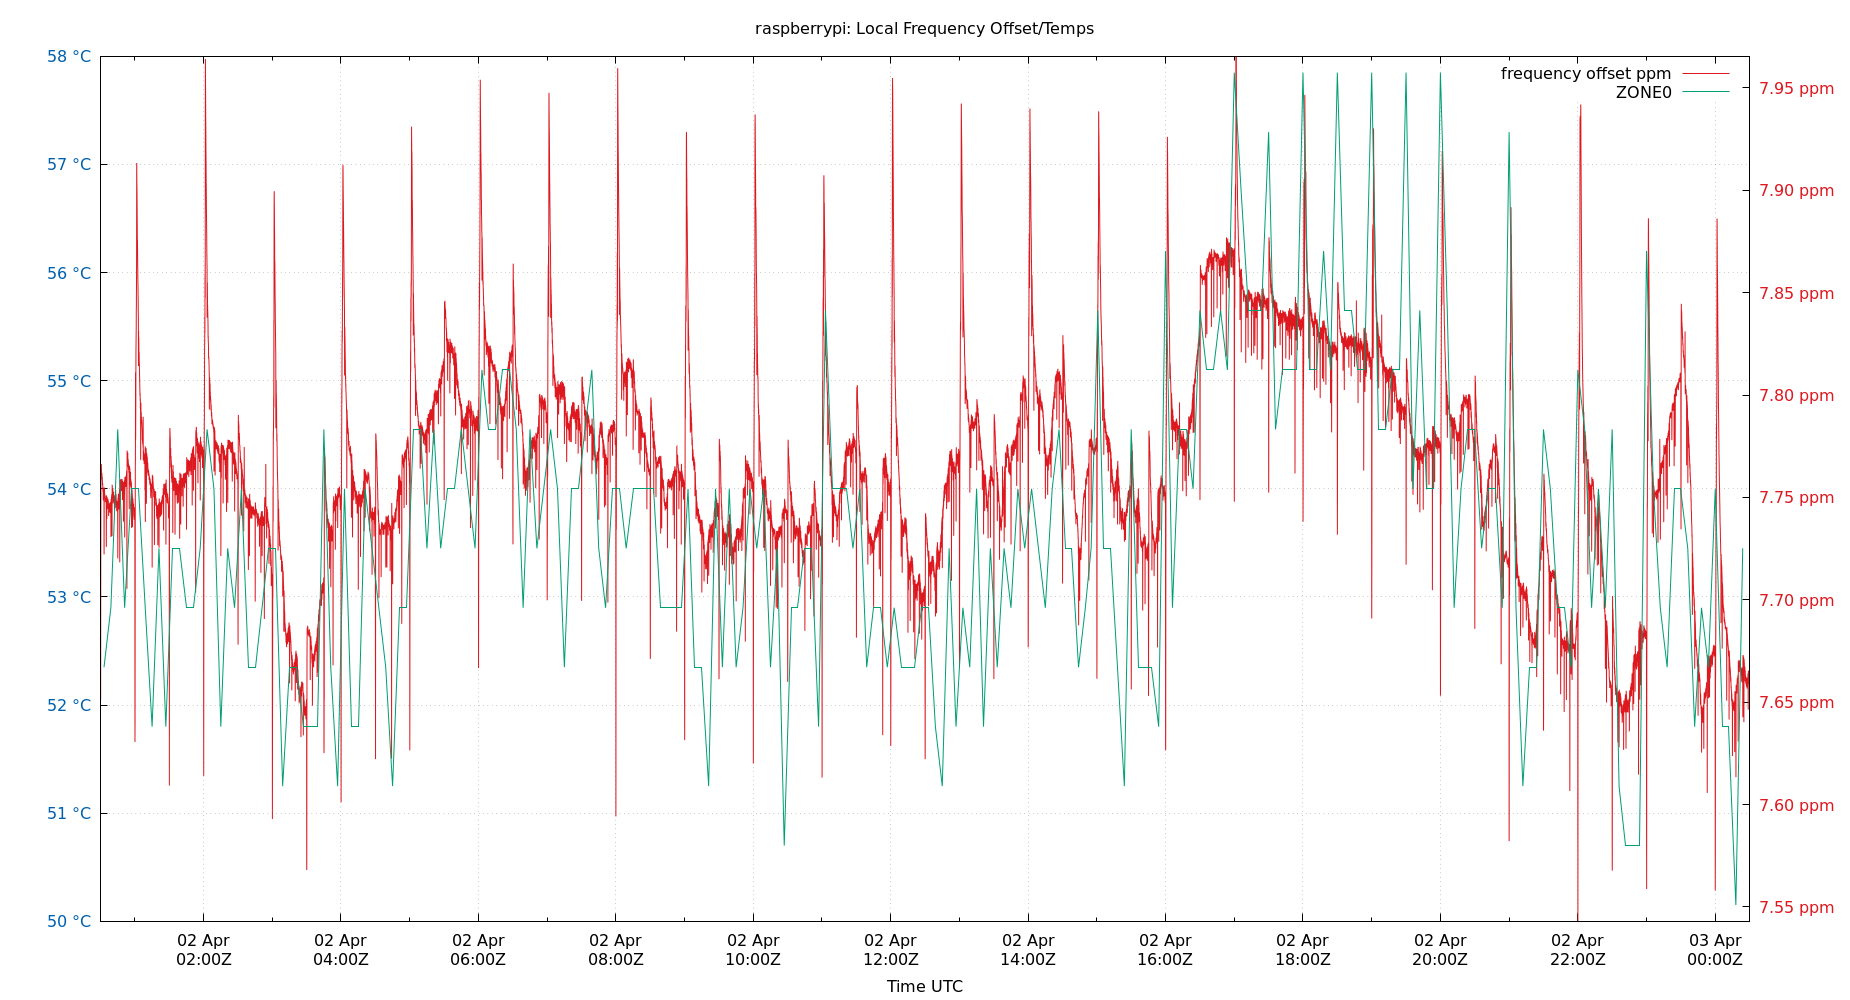 raspberrypi: Local Frequency Offset/Temps
58 °C
57 °C
56 °C
55 °C
54 °C
53 °C
52 °C
51 °C
50 °C
frequency offset ppm
ZONE0
7.95 ppm
7.90 ppm
7.85 ppm
7.80 ppm
7.75 ppm
7.70 ppm
7.65 ppm
7.60 ppm
7.55 ppm
02 Apr 02 Apr 02 Apr 02 Apr 02 Apr 02 Apr 02 Apr 02 Apr 02 Apr 02 Apr 02 Apr 03 Apr
02:00Z 04:00Z 06:00Z 08:00Z 10:00Z 12:00Z 14:00Z 16:00Z 18:00Z 20:00Z 22:00Z 00:00Z
Time UTC